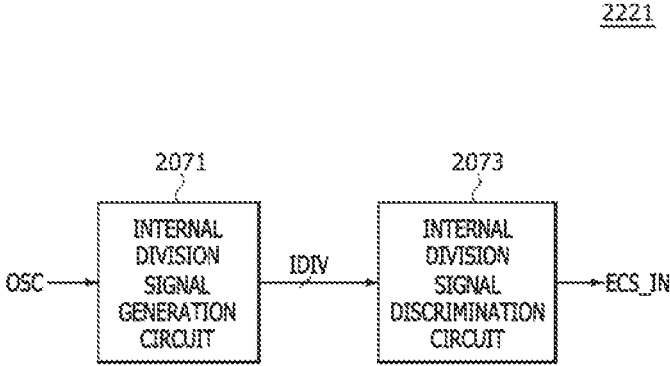 2221
2071
2073
INTERNAL
DIVISION
SIGNAL
GENERATION
CIRCUIT
INTERNAL
DIVISION
SIGNAL
DISCRIMINATION
CIRCUIT
OSC
IDIV
ECS_IN